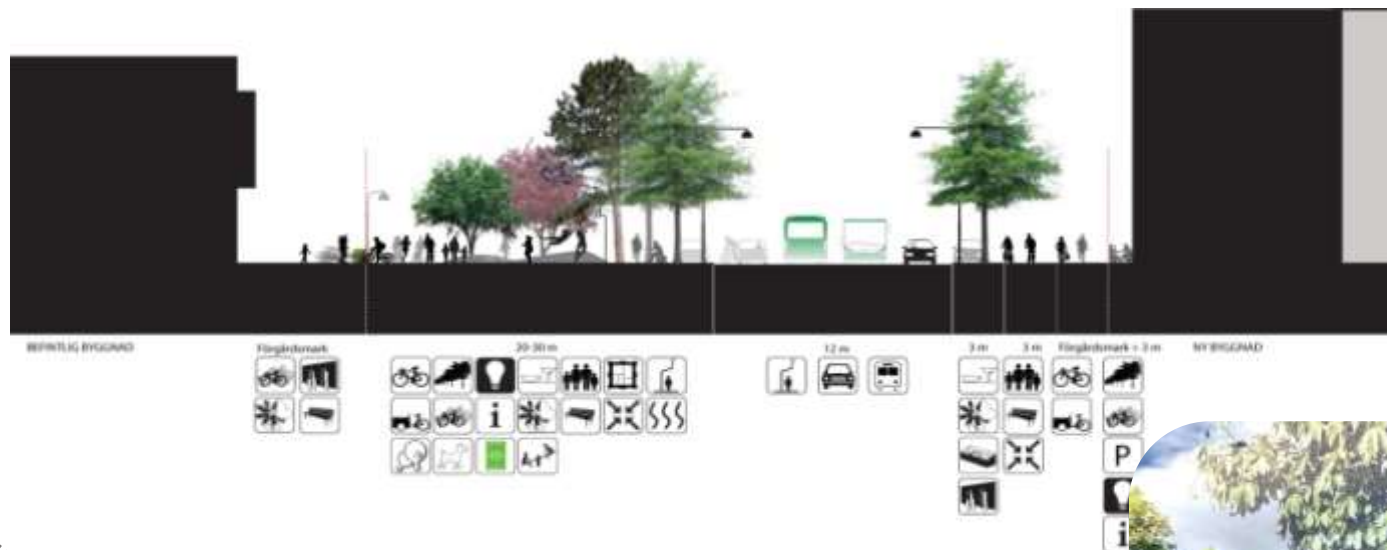 BEFINTLIG BYGGNAD
Förgårdsmark
20-30 m
12 m
3 m
3 m
Förgårdsmark + 3 m
NY BYGGNAD
i
P
i